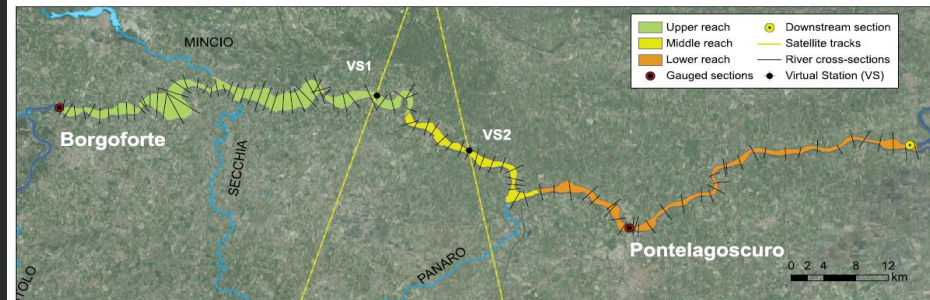 MINCIO
VS1
Borgoforte
SECCHIA
VS2
PANARO
Pontelagoscuro
TOLO
Upper reach
Middle reach
Lower reach
Gauged sections
Downstream section
Satellite tracks
River cross-sections
Virtual Station (VS)
0 2 4 8 12
km